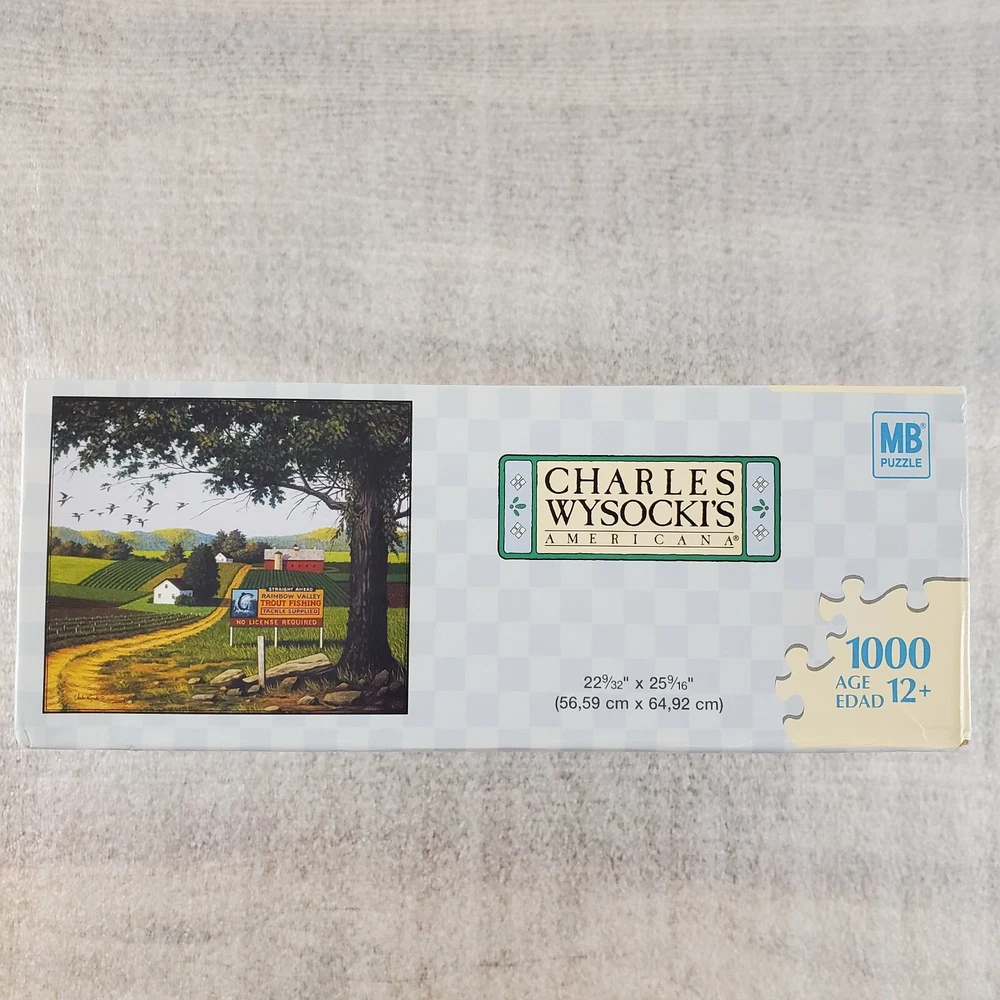 STRAIGHT AHEAD
RAINBOW VALLEY
TROUT FISHING
TACKLE SUPPLIED
NO LICENSE REQUIRED
CHARLES
WYSOCKI'S
AMERICANA®
22 9/32" x 25 9/16"
(56,59 cm x 64,92 cm)
MB®
PUZZLE
1000
AGE
EDAD 12+